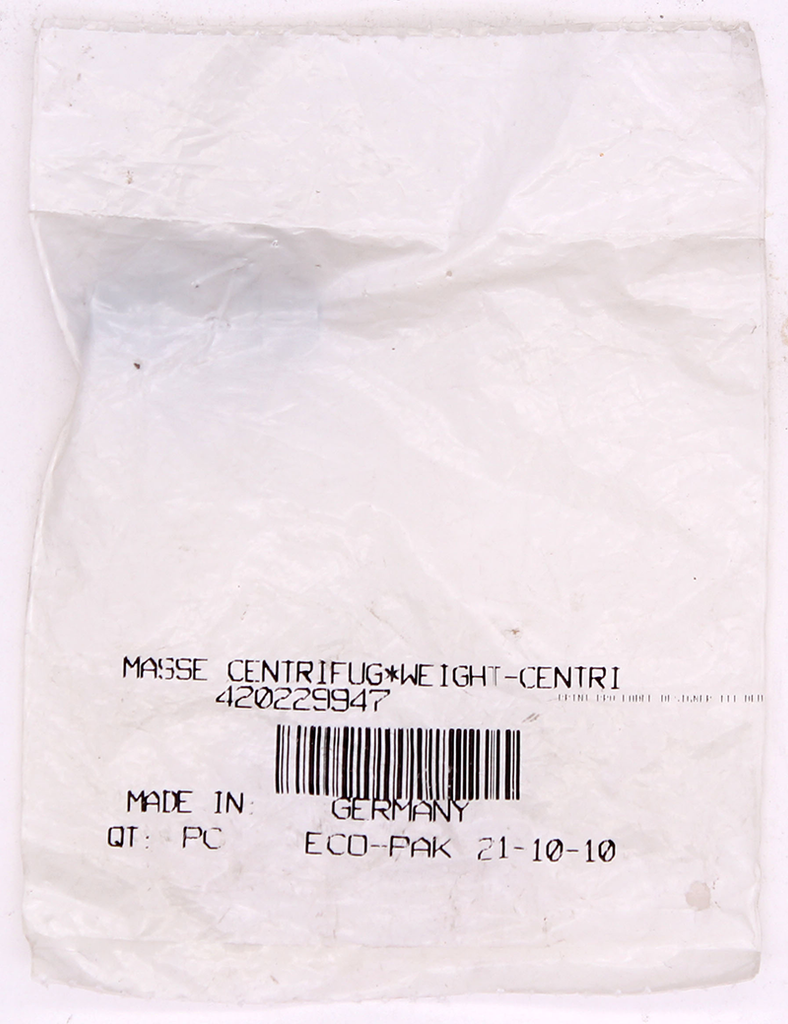 MASSE CENTRIFUG*WEIGHT-CENTRI
420229947
MADE IN: GERMANY
QT: PC ECO-PAK 21-10-10